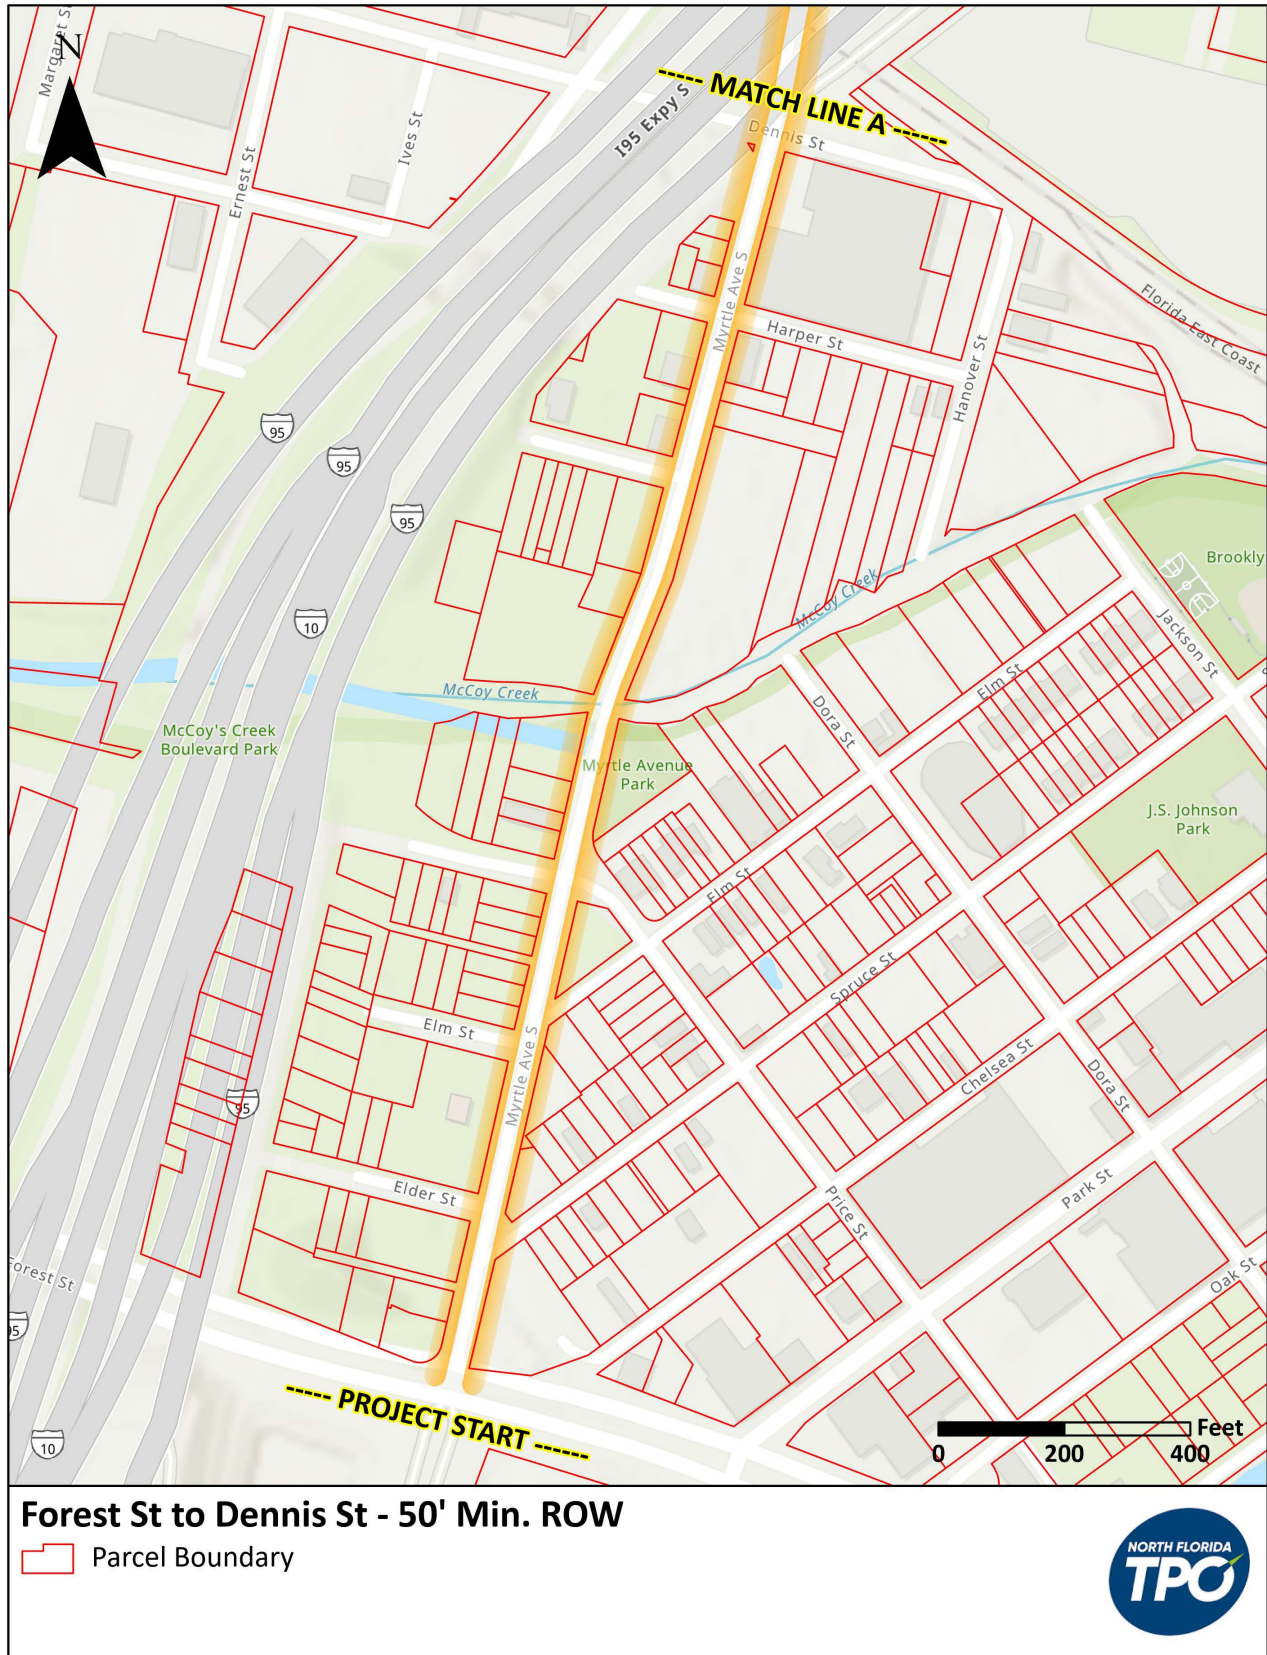 Margaret S
N
Ernest St
Ives St
I95 Expy S
----- MATCH LINE A ------
Dennis St
Myrtle Ave S
Harper St
Hanover St
Florida East Coast
95
95
95
10
McCoy Creek
McCoy Creek
Brookly
Jackson St
Elm St
Dora St
McCoy's Creek
Boulevard Park
Myrtle Avenue
Park
J.S. Johnson
Park
Elm St
Spruce St
Elm St
Myrtle Ave S
Chelsea St
Dora St
95
Elder St
Price St
Park St
Oak St
orest St
95
10
----- PROJECT START ------
Feet
0 200 400
Forest St to Dennis St - 50' Min. ROW
Parcel Boundary
NORTH FLORIDA
TPO